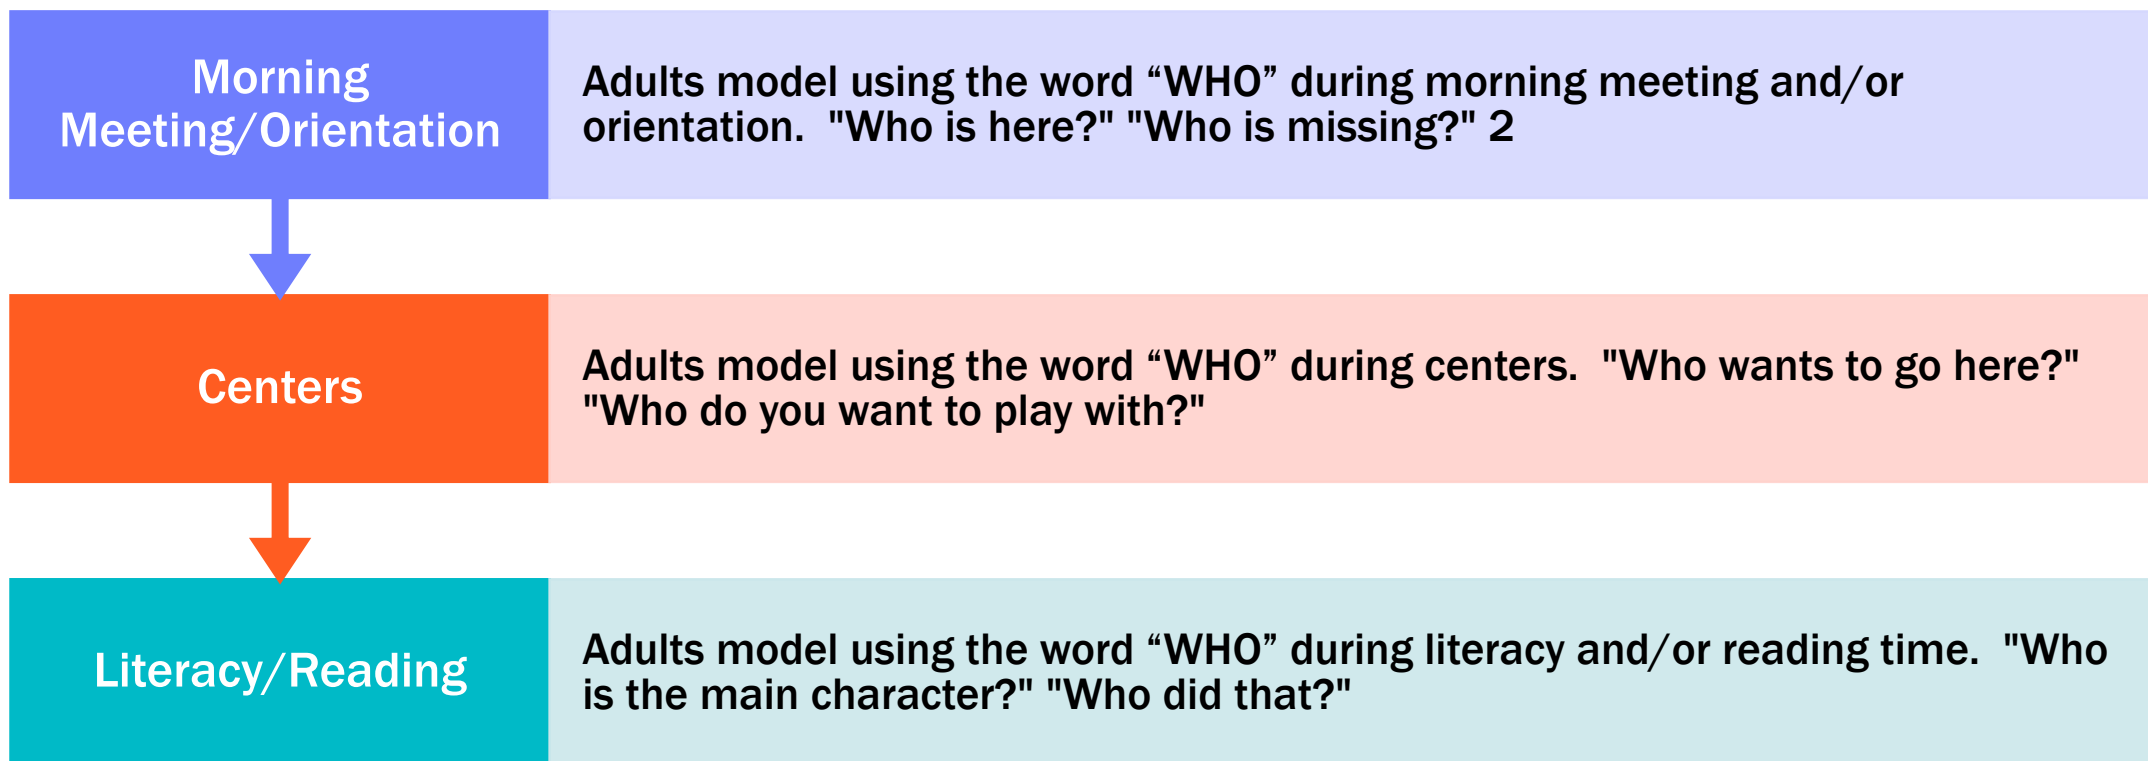 Morning
Meeting/Orientation
Adults model using the word “WHO” during morning meeting and/or
orientation.  "Who is here?" "Who is missing?" 2
Centers
Adults model using the word “WHO” during centers.  "Who wants to go here?"
"Who do you want to play with?"
Literacy/Reading
Adults model using the word “WHO” during literacy and/or reading time.  "Who
is the main character?" "Who did that?"